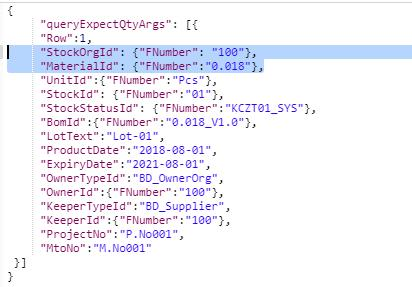 {
"queryExpectQtyArgs": [{
"Row":1,
"StockOrgId": {"FNumber": "100"},
"MaterialId": {"FNumber":"0.018"},
"UnitId":{"FNumber":"Pcs"},
"StockId": {"FNumber":"01"},
"StockStatusId": {"FNumber":"KCZT01_SYS"},
"BomId":{"FNumber":"0.018_V1.0"},
"LotText":"Lot-01",
"ProductDate":"2018-08-01",
"ExpiryDate":"2021-08-01",
"OwnerTypeId":"BD_OwnerOrg",
"OwnerId":{"FNumber":"100"},
"KeeperTypeId":"BD_Supplier",
"KeeperId":{"FNumber":"100"},
"ProjectNo":"P.No001",
"MtoNo":"M.No001"
}]
}